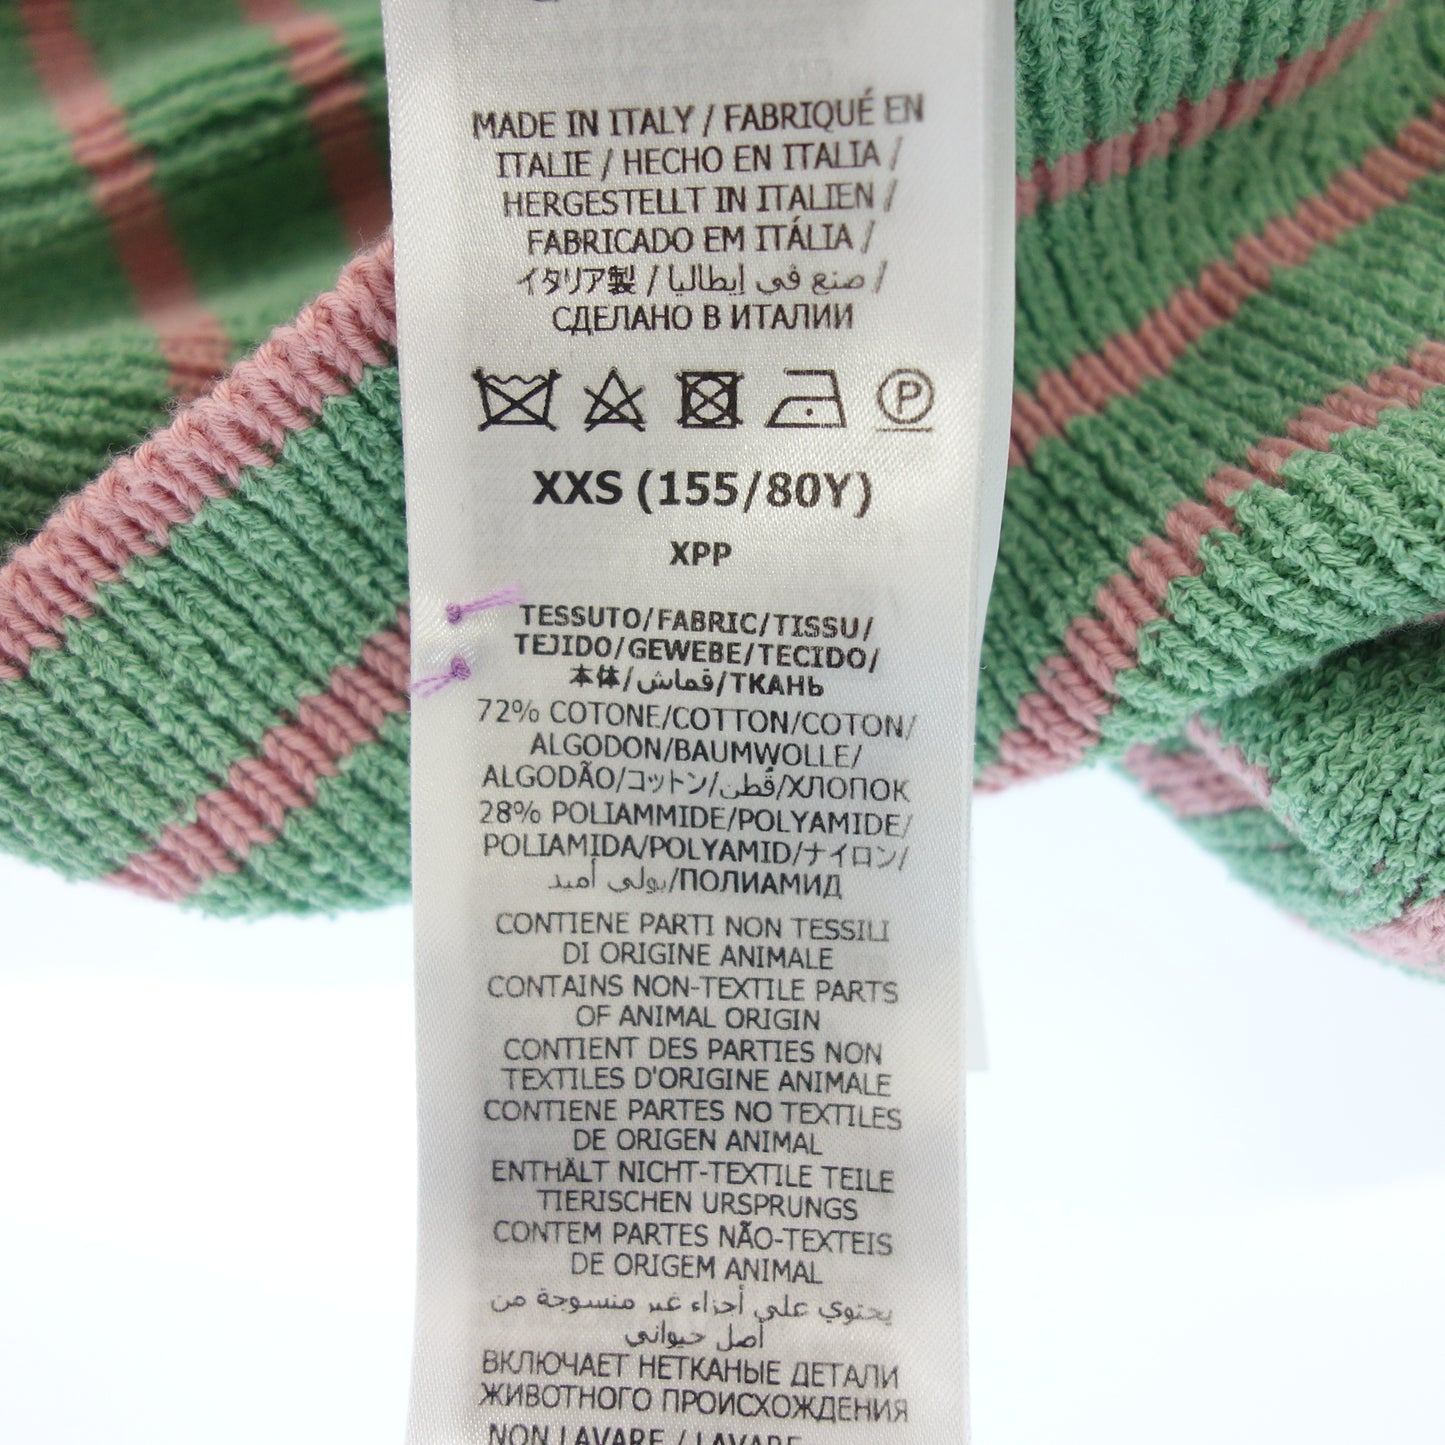 MADE IN ITALY / FABRIQUÉ EN
ITALIE / HECHO EN ITALIA /
HERGESTELLT IN ITALIEN /
FABRICADO EM ITÁLIA /
イタリア製 / صنع في إيطاليا /
СДЕЛАНО В ИТАЛИИ
P
XXS (155/80Y)
XPP
TESSUTO/FABRIC/TISSU/
TEJIDO/GEWEBE/TECIDO/
本体/قماش/ТКАНЬ
72% COTONE/COTTON/COTON/
ALGODON/BAUMWOLLE/
ALGODÃO/コットン/قطن/ХЛОПОК
28% POLIAMMIDE/POLYAMIDE/
POLIAMIDA/POLYAMID/ナイロン/
بولي أميد/ПОЛИАМИД
CONTIENE PARTI NON TESSILI
DI ORIGINE ANIMALE
CONTAINS NON-TEXTILE PARTS
OF ANIMAL ORIGIN
CONTIENT DES PARTIES NON
TEXTILES D'ORIGINE ANIMALE
CONTIENE PARTES NO TEXTILES
DE ORIGEN ANIMAL
ENTHÄLT NICHT-TEXTILE TEILE
TIERISCHEN URSPRUNGS
CONTEM PARTES NÃO-TEXTEIS
DE ORIGEM ANIMAL
يحتوي على أجزاء غير منسوجة من
أصل حيواني
ВКЛЮЧАЕТ НЕТКАНЫЕ ДЕТАЛИ
ЖИВОТНОГО ПРОИСХОЖДЕНИЯ
NON LAVARE / LAVARE